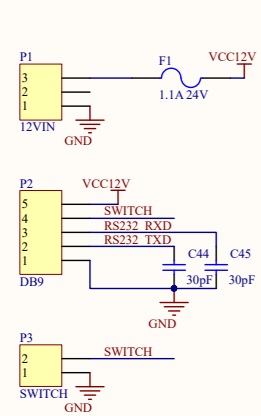 P1
F1
VCC12V
3
2
1
1.1A 24V
12VIN
GND
P2
VCC12V
5
4
SWITCH
3
RS232_RXD
2
RS232_TXD
1
C44
C45
30pF
30pF
DB9
GND
P3
2
SWITCH
1
SWITCH
GND